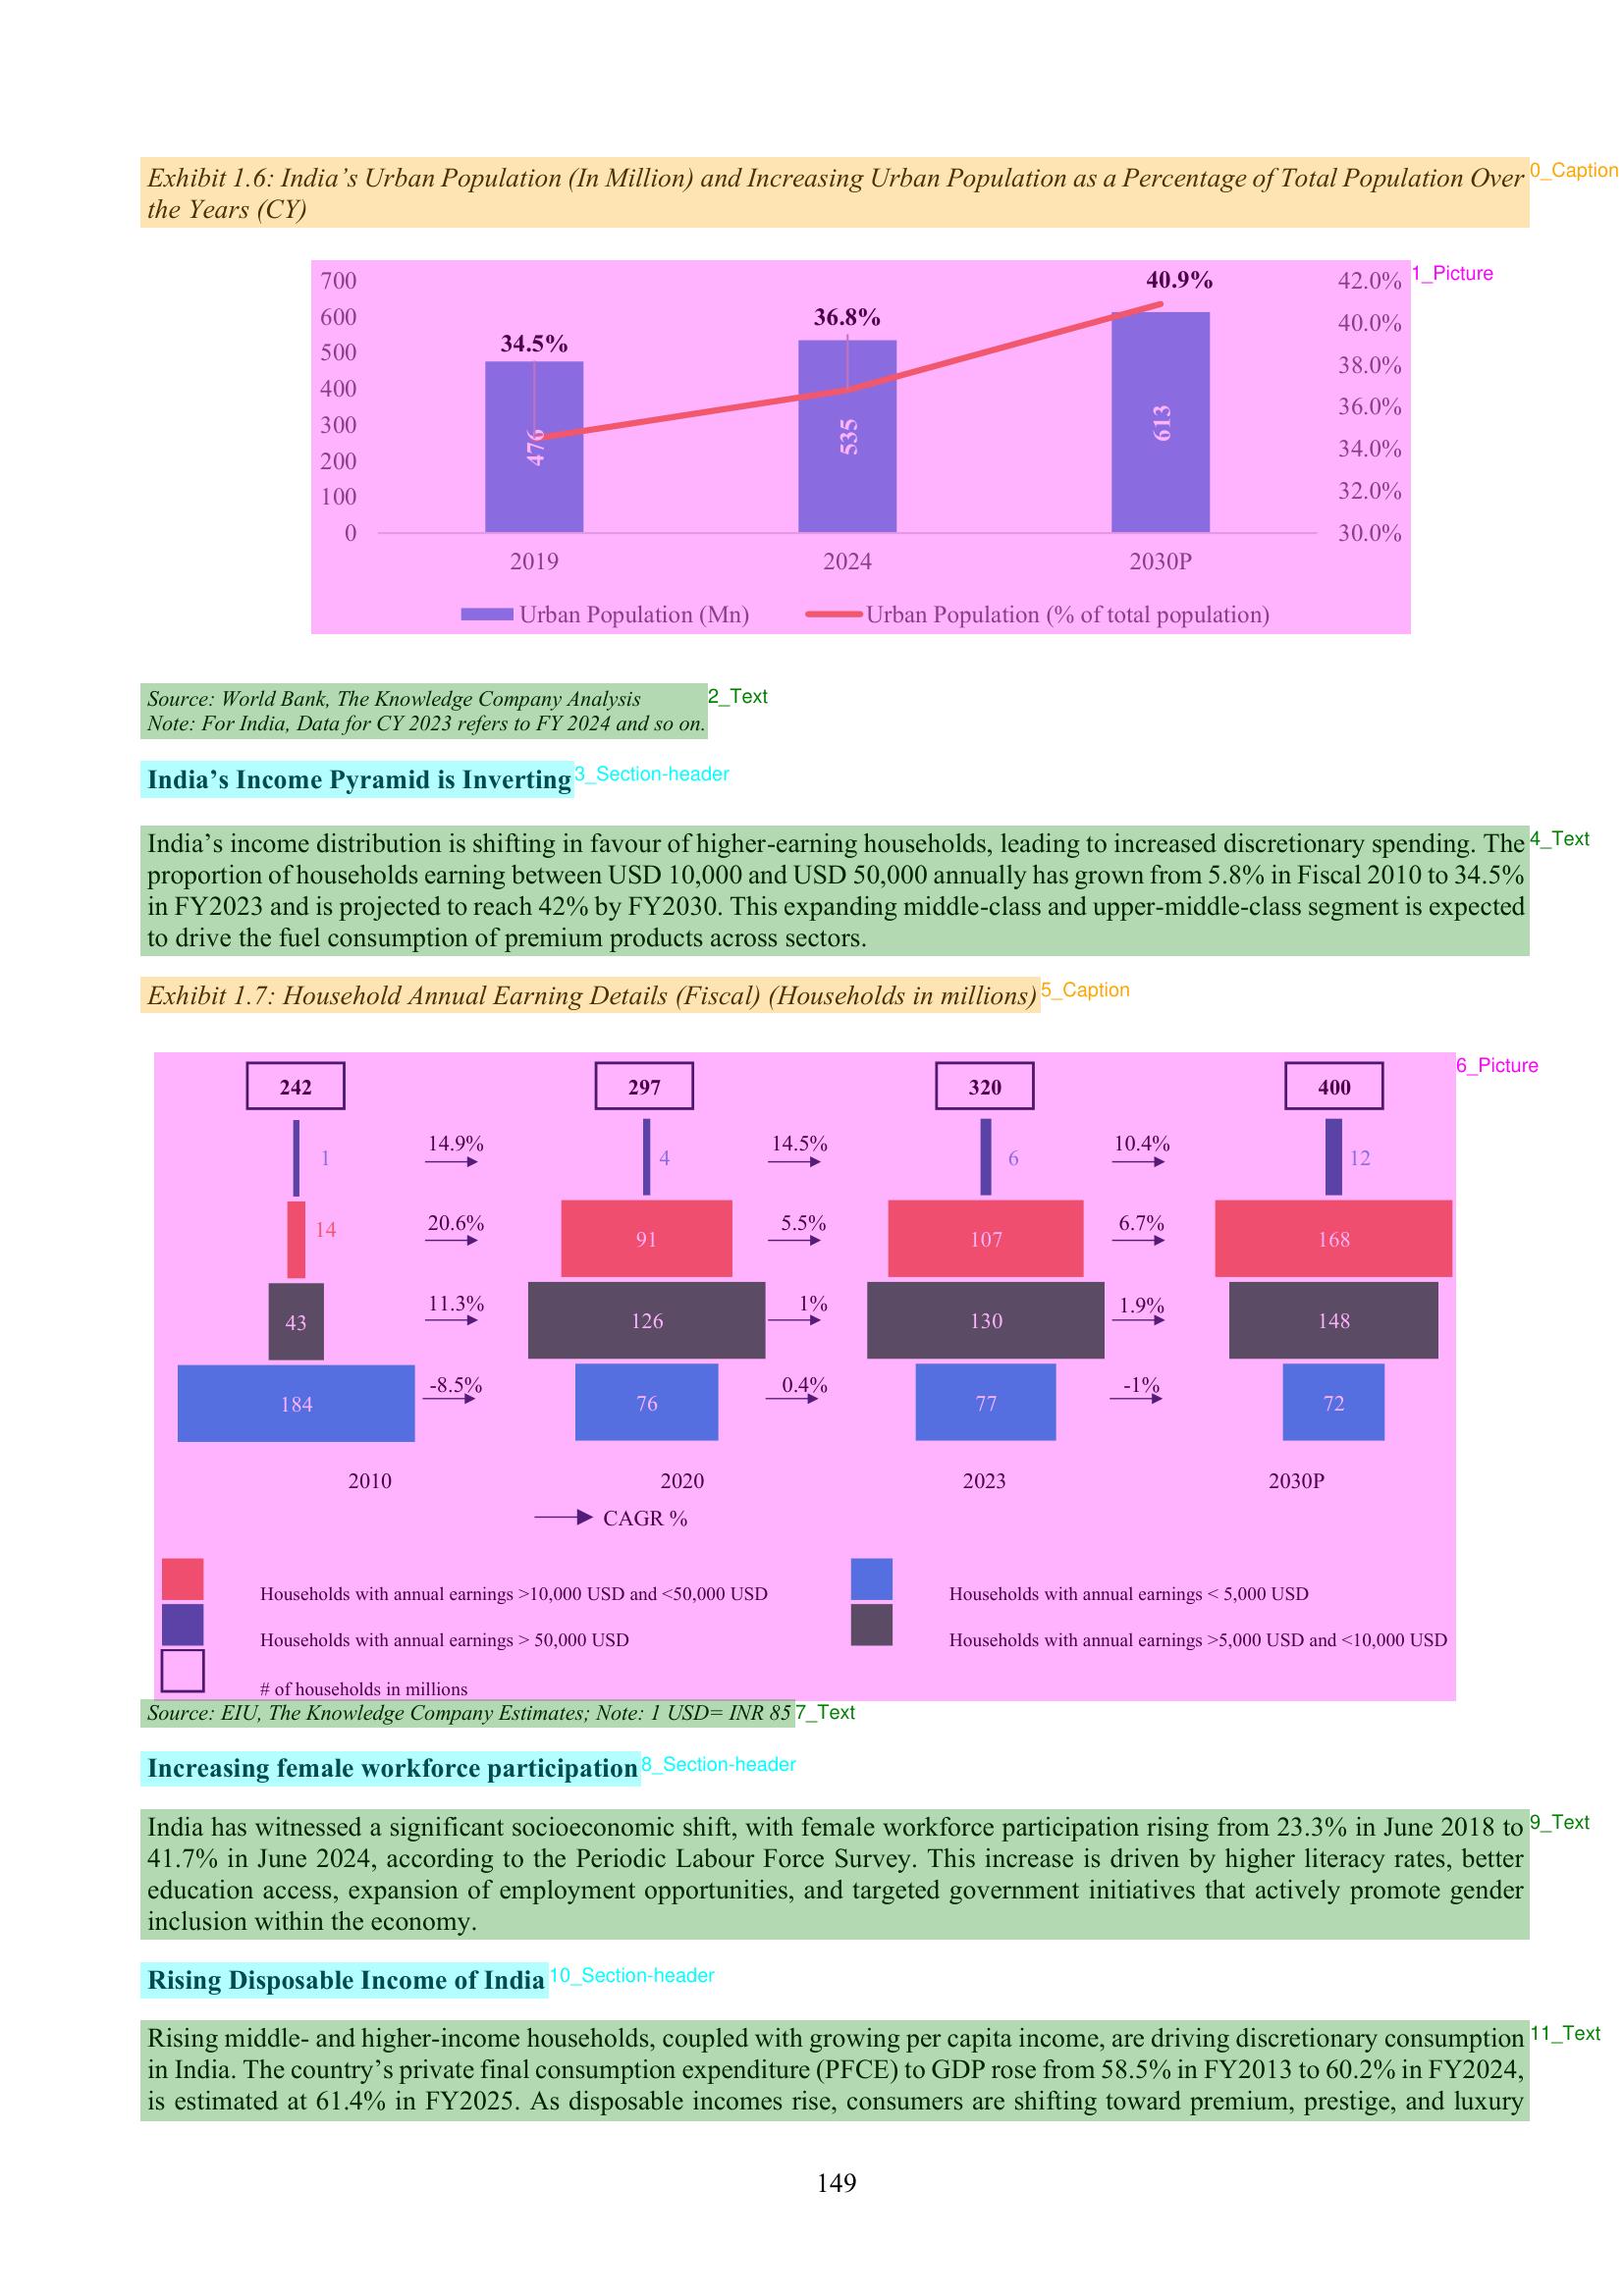 Exhibit 1.6: India’s Urban Population (In Million) and Increasing Urban Population as a Percentage of Total Population Over
the Years (CY)
0_Caption
1_Picture
700
600
500
400
300
200
100
0
34.5%
36.8%
40.9%
476
535
613
42.0%
40.0%
38.0%
36.0%
34.0%
32.0%
30.0%
2019 2024 2030P
Urban Population (Mn) Urban Population (% of total population)
Source: World Bank, The Knowledge Company Analysis
Note: For India, Data for CY 2023 refers to FY 2024 and so on.
2_Text
India’s Income Pyramid is Inverting
3_Section-header
India’s income distribution is shifting in favour of higher-earning households, leading to increased discretionary spending. The
proportion of households earning between USD 10,000 and USD 50,000 annually has grown from 5.8% in Fiscal 2010 to 34.5%
in FY2023 and is projected to reach 42% by FY2030. This expanding middle-class and upper-middle-class segment is expected
to drive the fuel consumption of premium products across sectors.
4_Text
Exhibit 1.7: Household Annual Earning Details (Fiscal) (Households in millions)
5_Caption
6_Picture
242 297 320 400
1 14.9% 4 14.5% 6 10.4% 12
14 20.6% 91 5.5% 107 6.7% 168
43 11.3% 126 1% 130 1.9% 148
184 -8.5% 76 0.4% 77 -1% 72
2010 2020 2023 2030P
CAGR %
Households with annual earnings >10,000 USD and <50,000 USD
Households with annual earnings < 5,000 USD
Households with annual earnings > 50,000 USD
Households with annual earnings >5,000 USD and <10,000 USD
# of households in millions
Source: EIU, The Knowledge Company Estimates; Note: 1 USD= INR 85
7_Text
Increasing female workforce participation
8_Section-header
India has witnessed a significant socioeconomic shift, with female workforce participation rising from 23.3% in June 2018 to
41.7% in June 2024, according to the Periodic Labour Force Survey. This increase is driven by higher literacy rates, better
education access, expansion of employment opportunities, and targeted government initiatives that actively promote gender
inclusion within the economy.
9_Text
Rising Disposable Income of India
10_Section-header
Rising middle- and higher-income households, coupled with growing per capita income, are driving discretionary consumption
in India. The country’s private final consumption expenditure (PFCE) to GDP rose from 58.5% in FY2013 to 60.2% in FY2024,
is estimated at 61.4% in FY2025. As disposable incomes rise, consumers are shifting toward premium, prestige, and luxury
11_Text
149